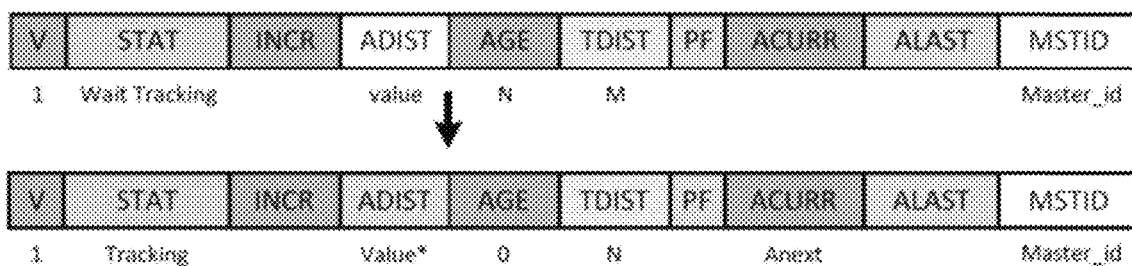 V STAT INCR ADIST AGE TDIST PF ACURR ALAST MSTID
1 Wait Tracking value N M Master_id
V STAT INCR ADIST AGE TDIST PF ACURR ALAST MSTID
1 Tracking Value* 0 N Anext Master_id